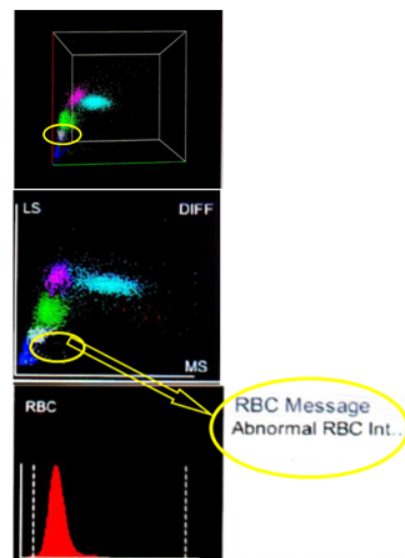 LS DIFF
MS
RBC
RBC Message
Abnormal RBC Int..